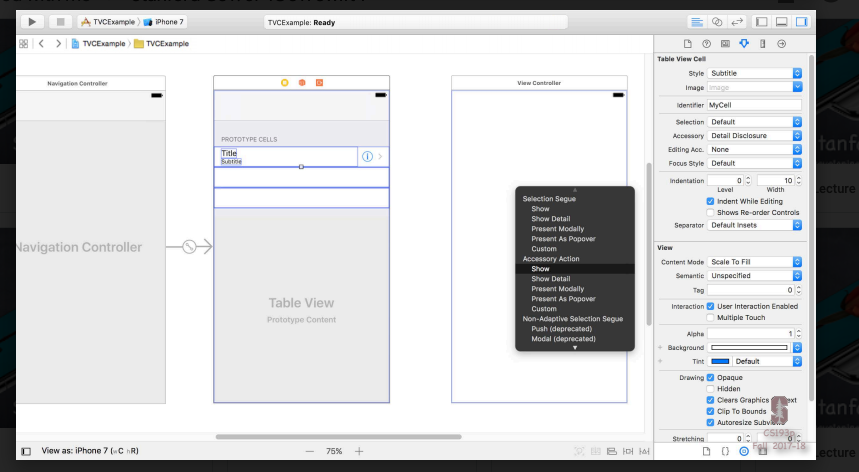 TVCExample
iPhone 7
TVCExample: Ready
TVCExample
TVCExample
Navigation Controller
Navigation Controller
PROTOTYPE CELLS
Title
Subtitle
Table View
Prototype Content
View Controller
Selection Segue
Show
Show Detail
Present Modally
Present As Popover
Custom
Accessory Action
Show
Show Detail
Present Modally
Present As Popover
Custom
Non-Adaptive Selection Segue
Push (deprecated)
Modal (deprecated)
Table View Cell
Style Subtitle
Image Image
Identifier MyCell
Selection Default
Accessory Detail Disclosure
Editing Acc. None
Focus Style Default
Indentation 0 10
Level Width
Indent While Editing
Shows Re-order Controls
Separator Default Insets
View
Content Mode Scale To Fill
Semantic Unspecified
Tag 0
Interaction User Interaction Enabled
Multiple Touch
Alpha 1
Background
Tint Default
Drawing Opaque
Hidden
Clears Graphics
Clip To Bounds
Autoresize
Stretching 0 0
CS193p
Fall 2017-18
View as: iPhone 7 (wC hR)
75%
ecture
ecture